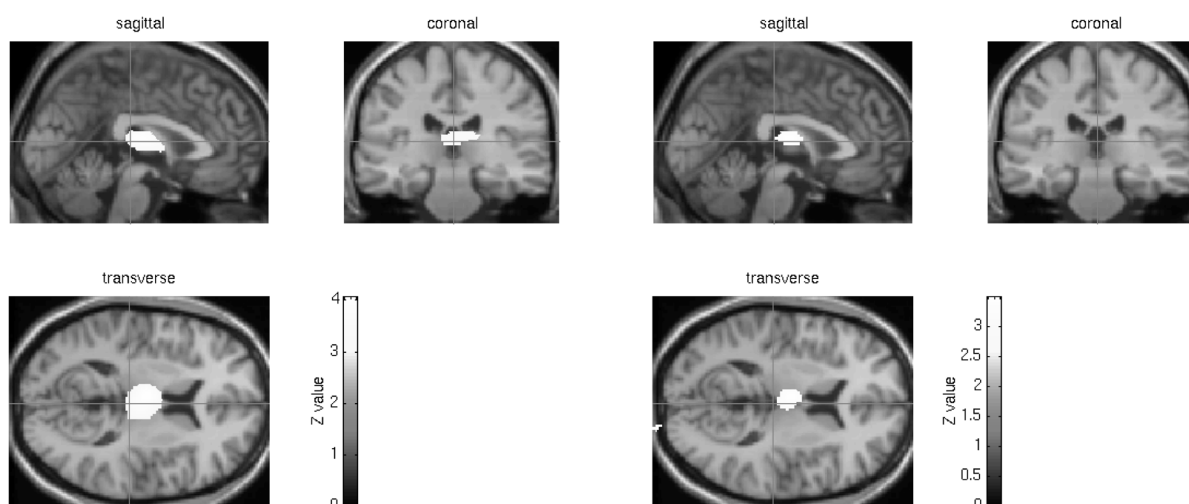 sagittal
coronal
sagittal
coronal
transverse
4
3
2
1
0
Z value
transverse
3
2.5
2
1.5
1
0.5
0
Z value